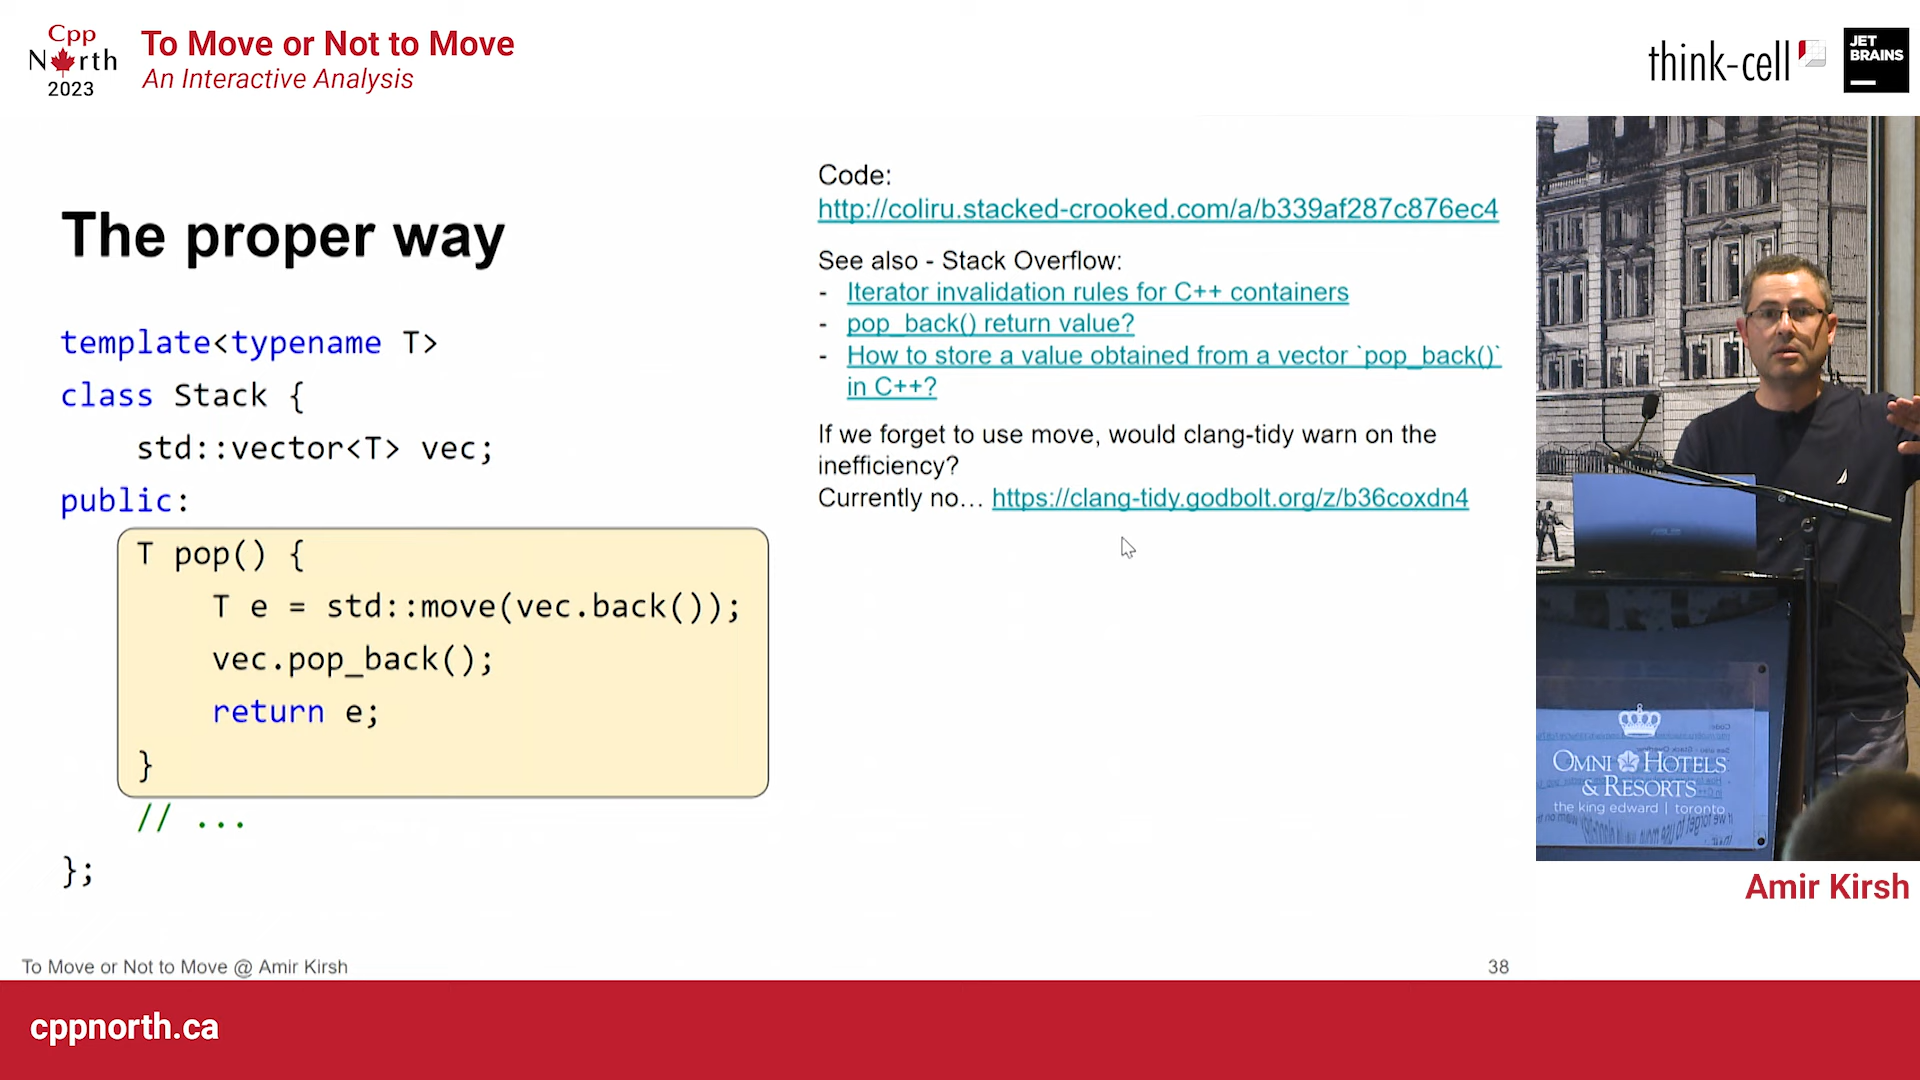 Cpp
North
2023
To Move or Not to Move
An Interactive Analysis
think-cell
JET
BRAINS
The proper way
template<typename T>
class Stack {
std::vector<T> vec;
public:
T pop() {
T e = std::move(vec.back());
vec.pop_back();
return e;
}
// ...
};
Code:
http://coliru.stacked-crooked.com/a/b339af287c876ec4
See also - Stack Overflow:
- Iterator invalidation rules for C++ containers
- pop_back() return value?
- How to store a value obtained from a vector `pop_back()`
in C++?
If we forget to use move, would clang-tidy warn on the
inefficiency?
Currently no... https://clang-tidy.godbolt.org/z/b36coxdn4
OMNI HOTELS
& RESORTS
the king edward | toronto
Amir Kirsh
To Move or Not to Move @ Amir Kirsh
38
cppnorth.ca